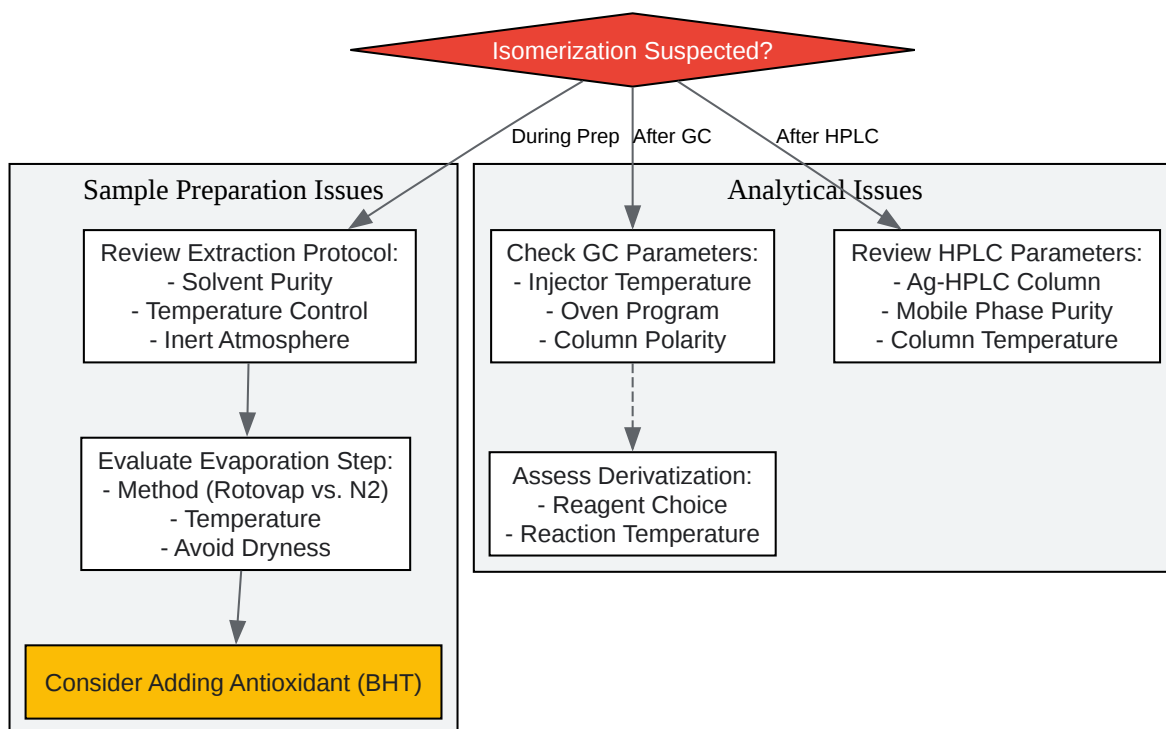 Isomerization Suspected?
During Prep
After GC
After HPLC
Sample Preparation Issues
Review Extraction Protocol:
- Solvent Purity
- Temperature Control
- Inert Atmosphere
Evaluate Evaporation Step:
- Method (Rotovap vs. N2)
- Temperature
- Avoid Dryness
Consider Adding Antioxidant (BHT)
Analytical Issues
Check GC Parameters:
- Injector Temperature
- Oven Program
- Column Polarity
Assess Derivatization:
- Reagent Choice
- Reaction Temperature
Review HPLC Parameters:
- Ag-HPLC Column
- Mobile Phase Purity
- Column Temperature